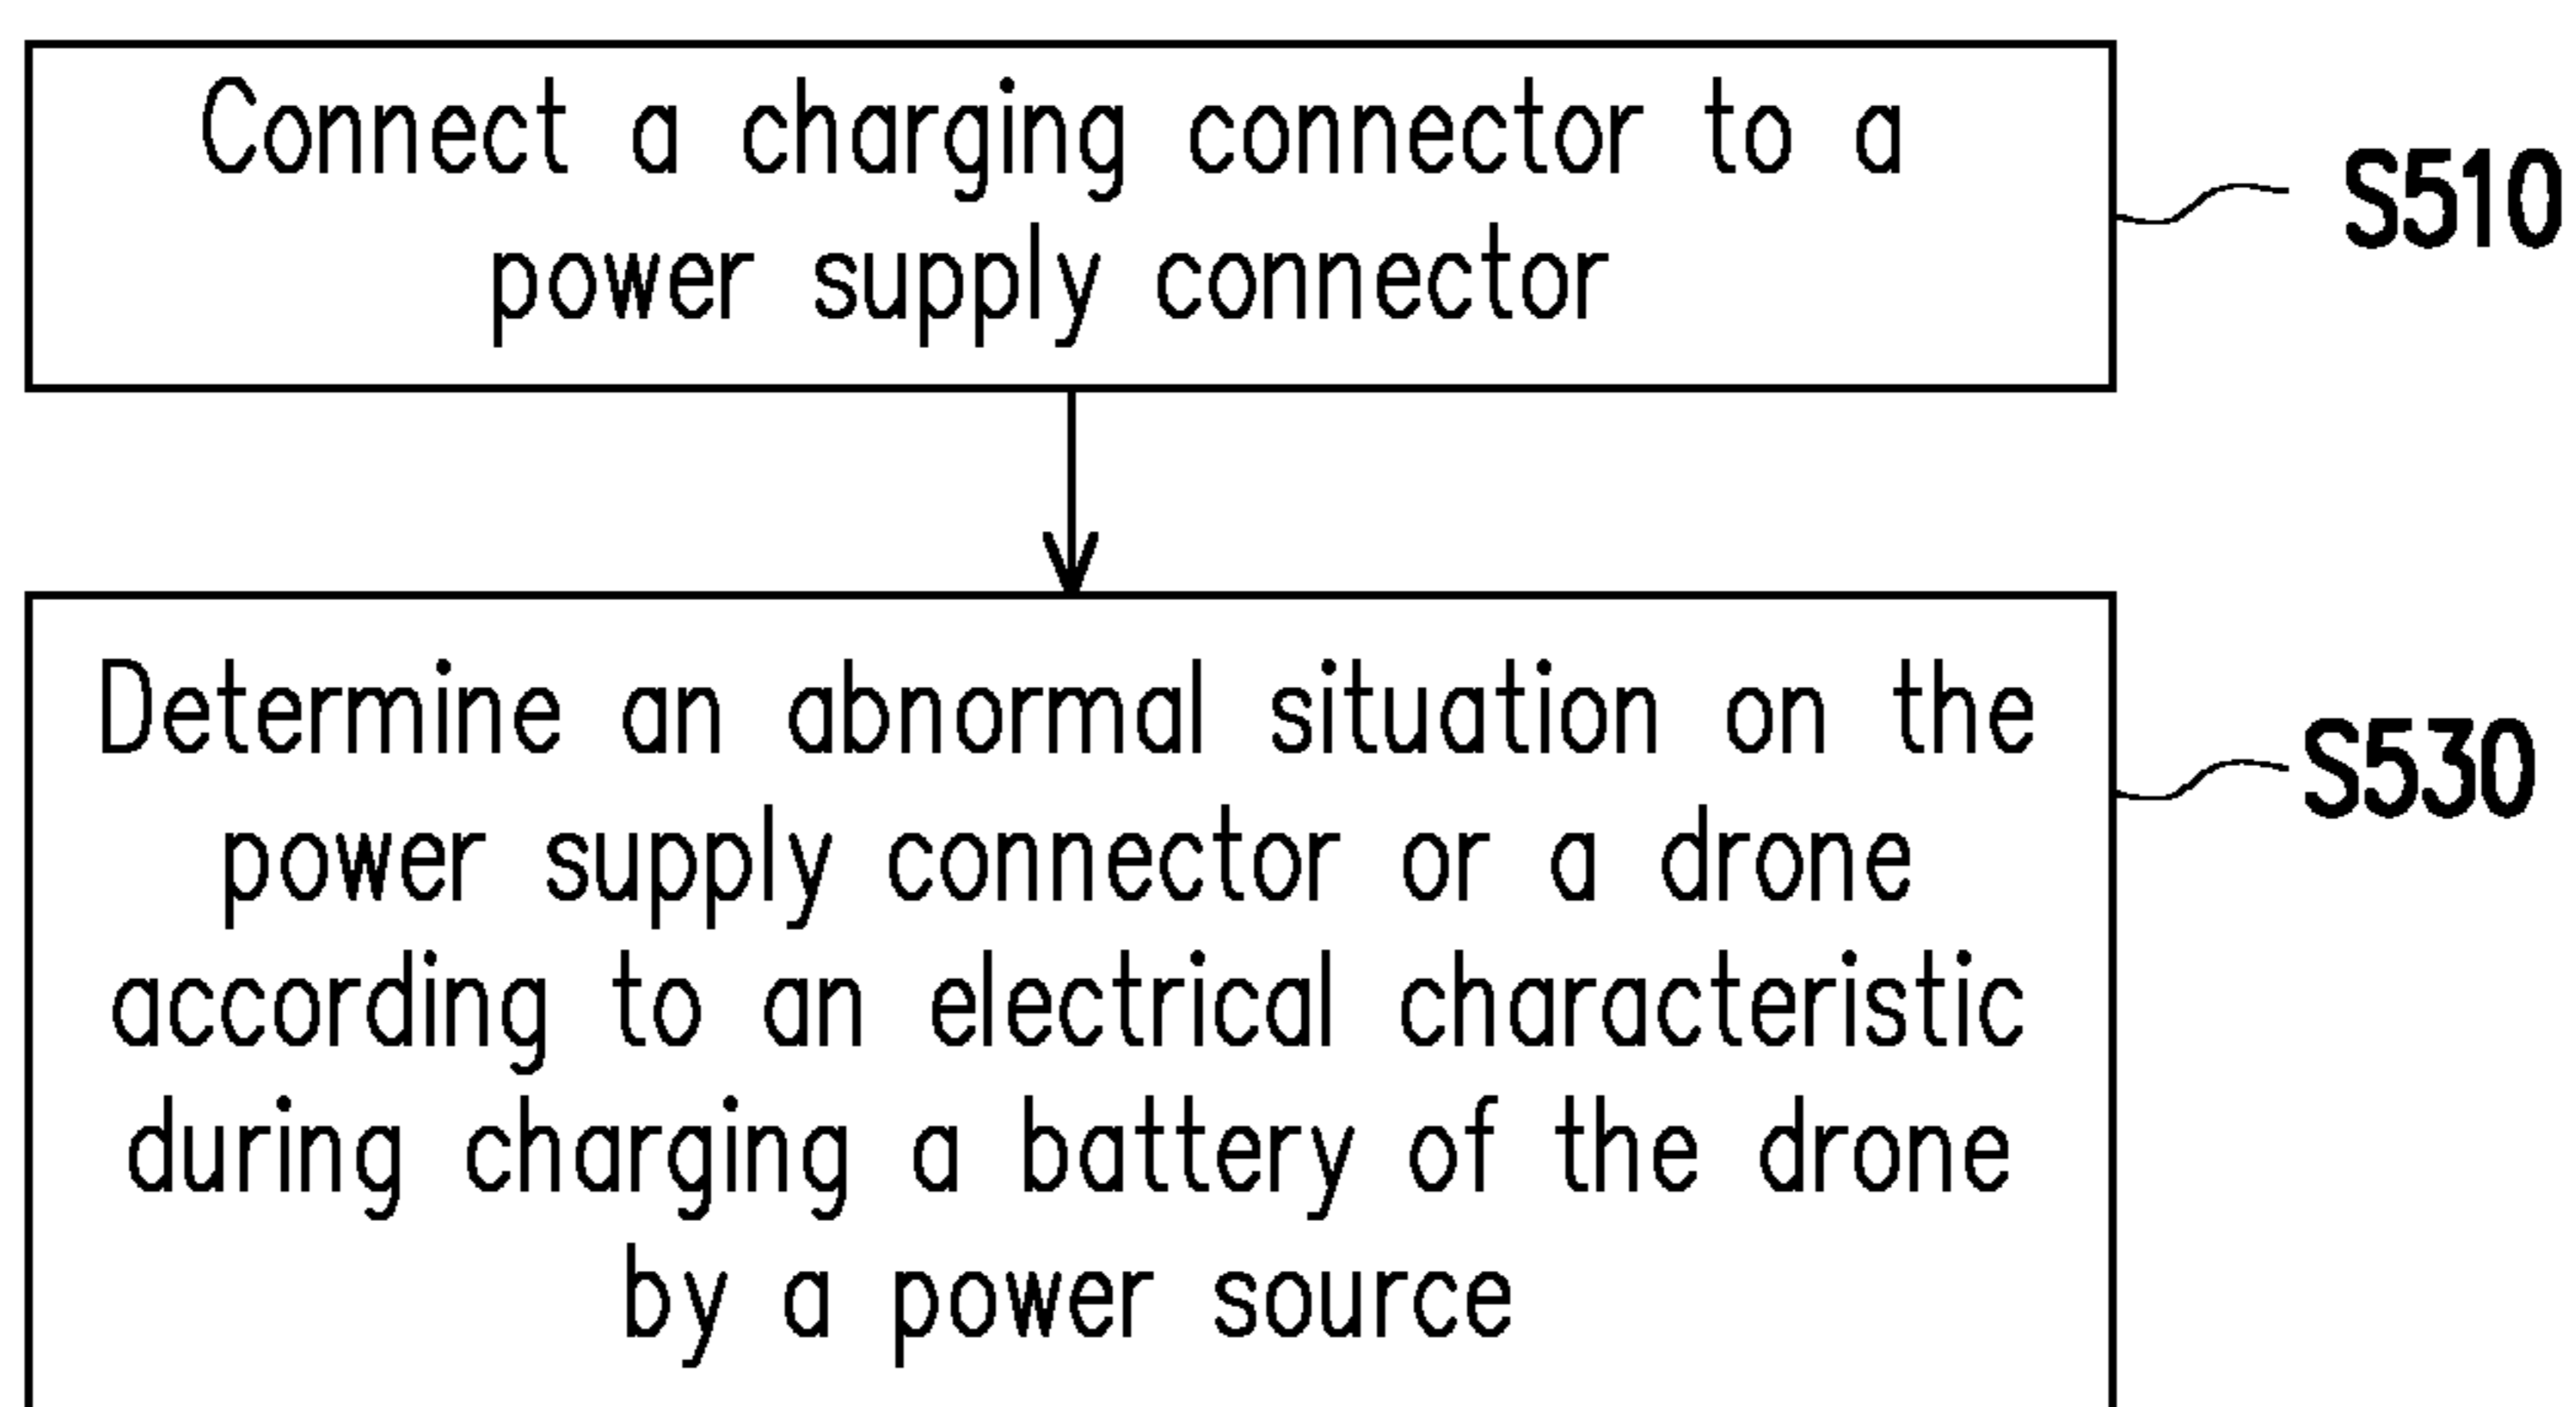 Connect a charging connector to a
power supply connector
S510
Determine an abnormal situation on the
power supply connector or a drone
according to an electrical characteristic
during charging a battery of the drone
by a power source
S530